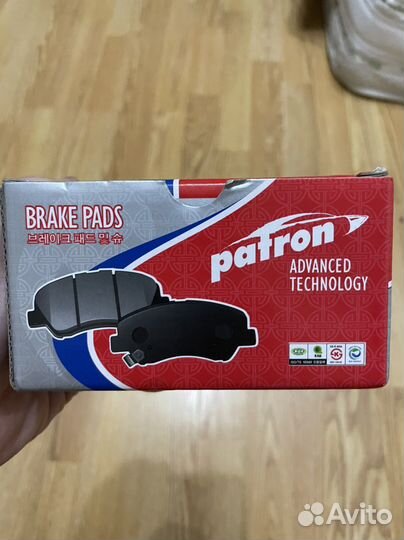 BRAKE PADS
브레이크 패드 및 슈
patron
ADVANCED
TECHNOLOGY
Avito